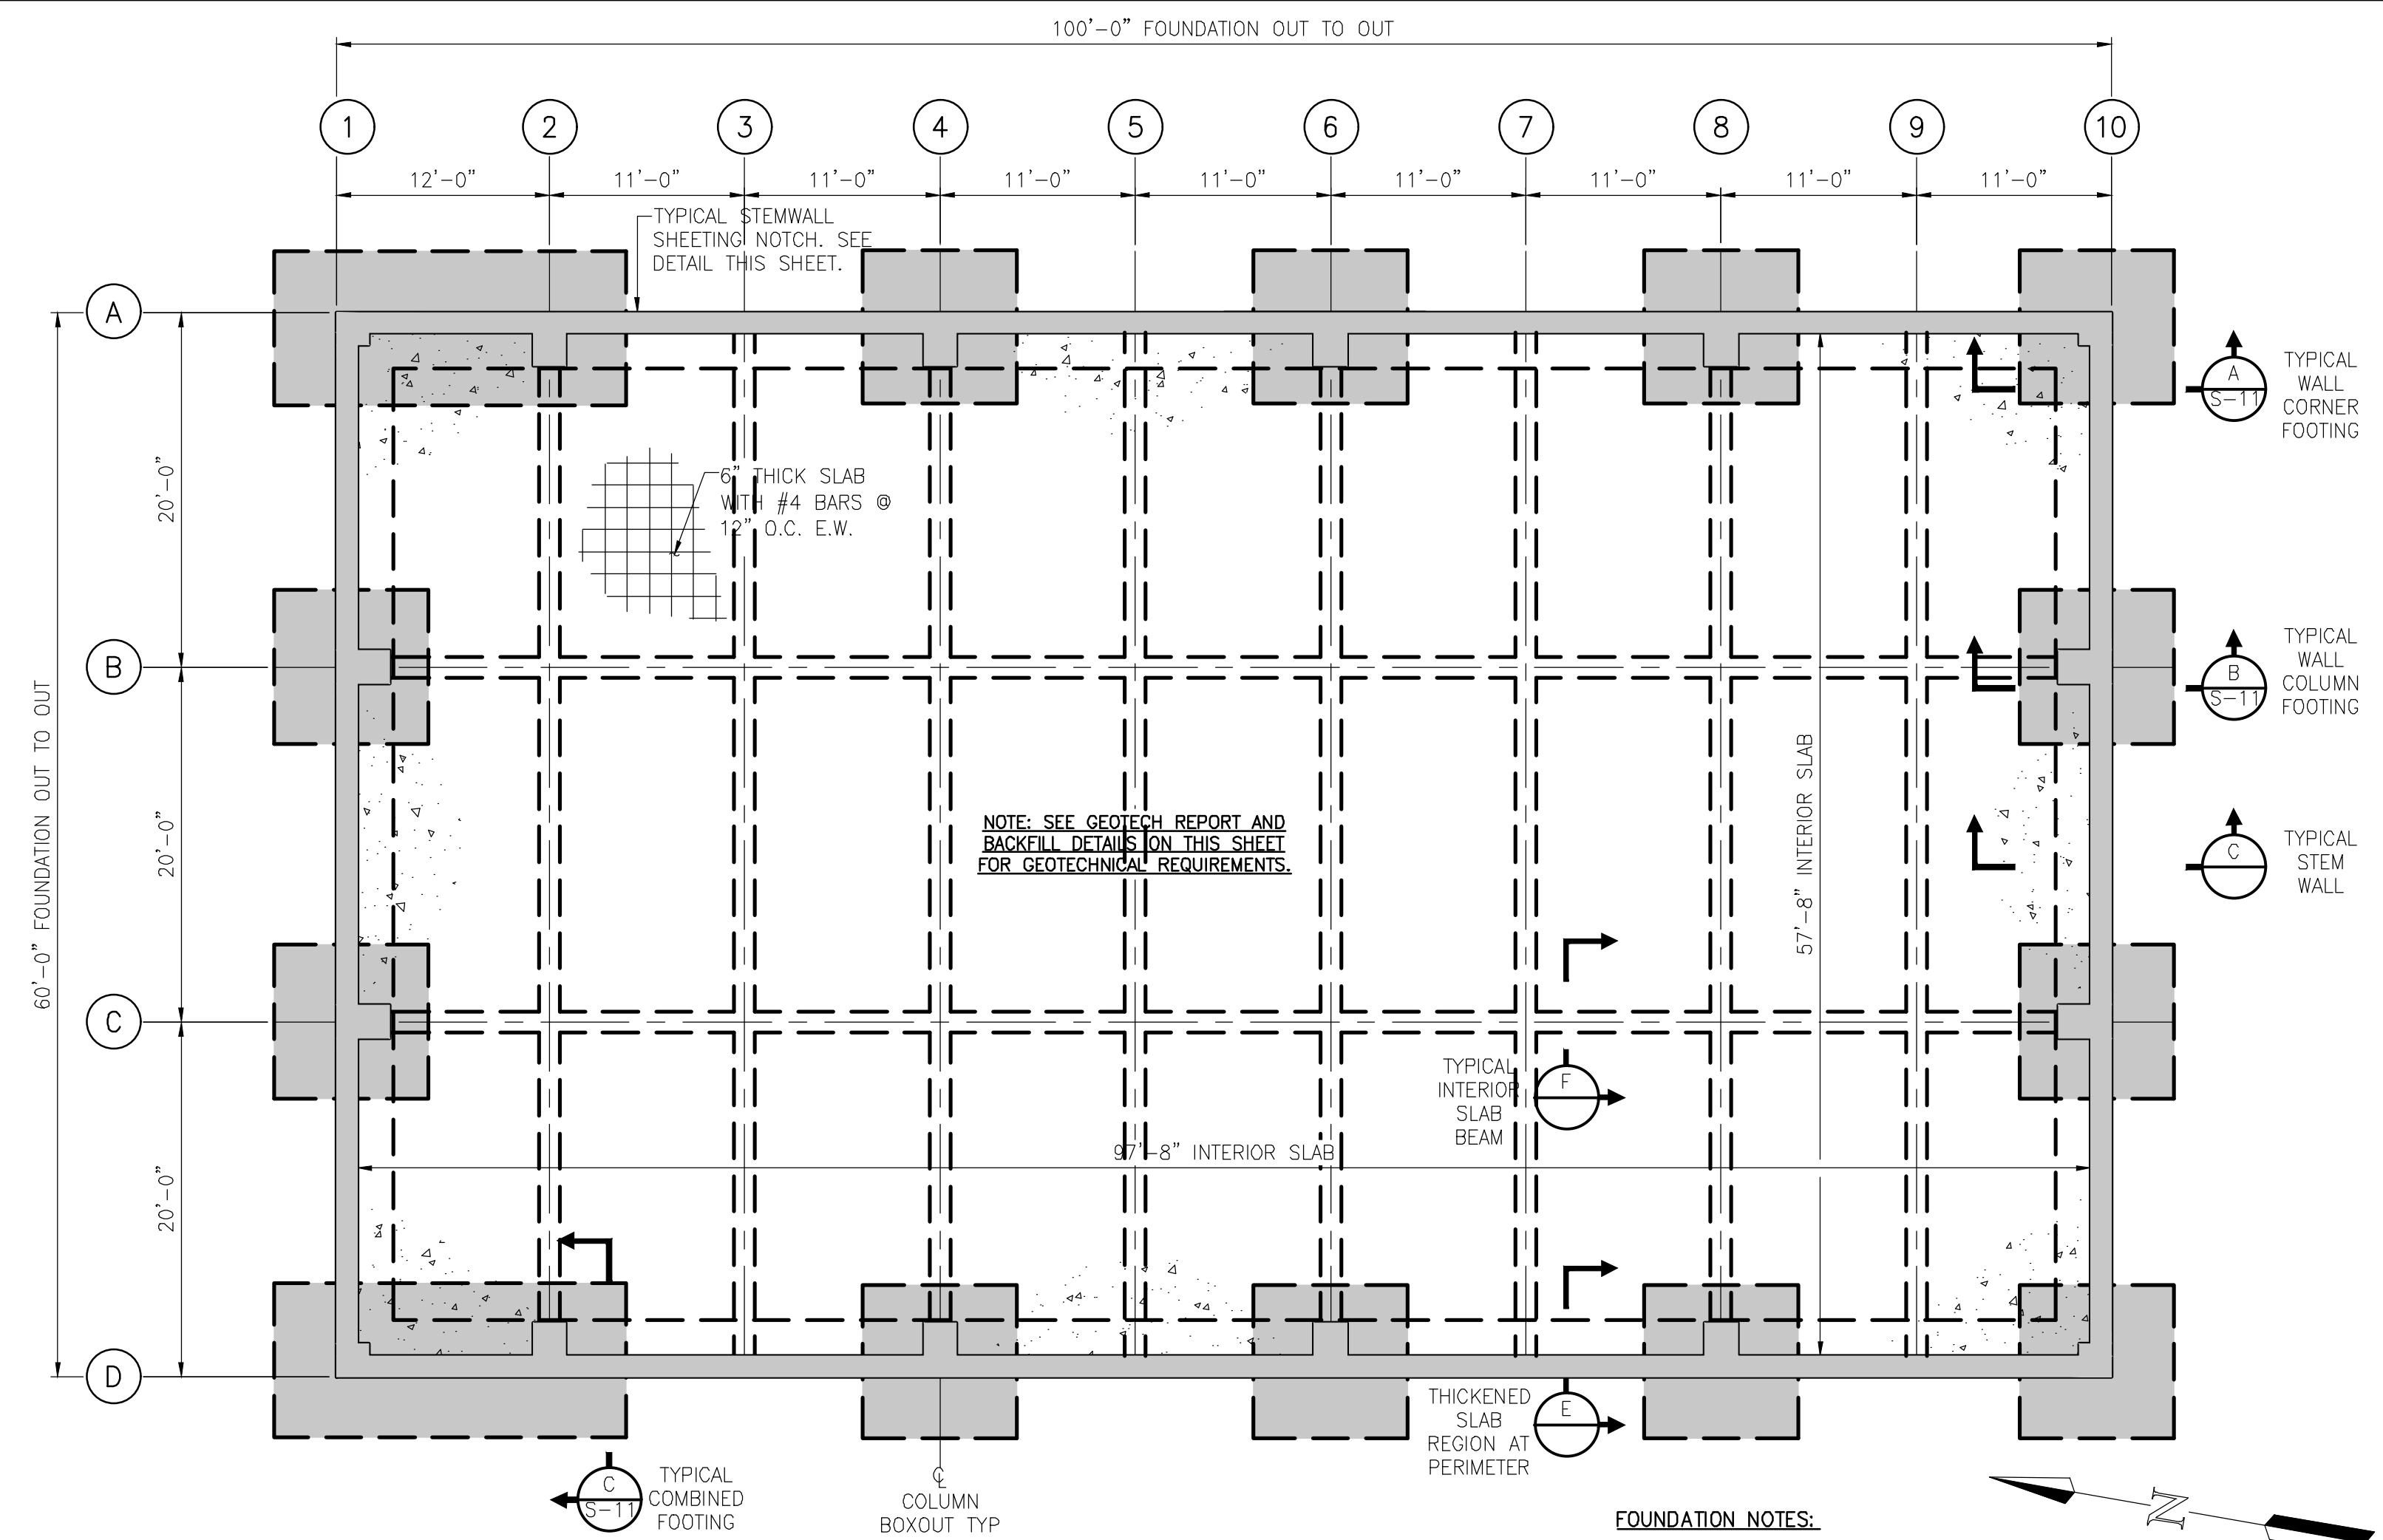 100'-0" FOUNDATION OUT TO OUT
1 2 3 4 5 6 7 8 9 10
12'-0" 11'-0" 11'-0" 11'-0" 11'-0" 11'-0" 11'-0" 11'-0" 11'-0"
TYPICAL STEMWALL
SHEETING NOTCH. SEE
DETAIL THIS SHEET.
A
20'-0"
B
20'-0"
C
20'-0"
D
60'-0" FOUNDATION OUT TO OUT
6" THICK SLAB
WITH #4 BARS @
12" O.C. E.W.
A
S-11
TYPICAL
WALL
CORNER
FOOTING
B
S-11
TYPICAL
WALL
COLUMN
FOOTING
C
TYPICAL
STEM
WALL
NOTE: SEE GEOTECH REPORT AND
BACKFILL DETAILS ON THIS SHEET
FOR GEOTECHNICAL REQUIREMENTS.
57'-8" INTERIOR SLAB
TYPICAL
INTERIOR
SLAB
BEAM
F
97'-8" INTERIOR SLAB
THICKENED
SLAB
REGION AT
PERIMETER
E
C
S-11
TYPICAL
COMBINED
FOOTING
℄
COLUMN
BOXOUT TYP
FOUNDATION NOTES:
N